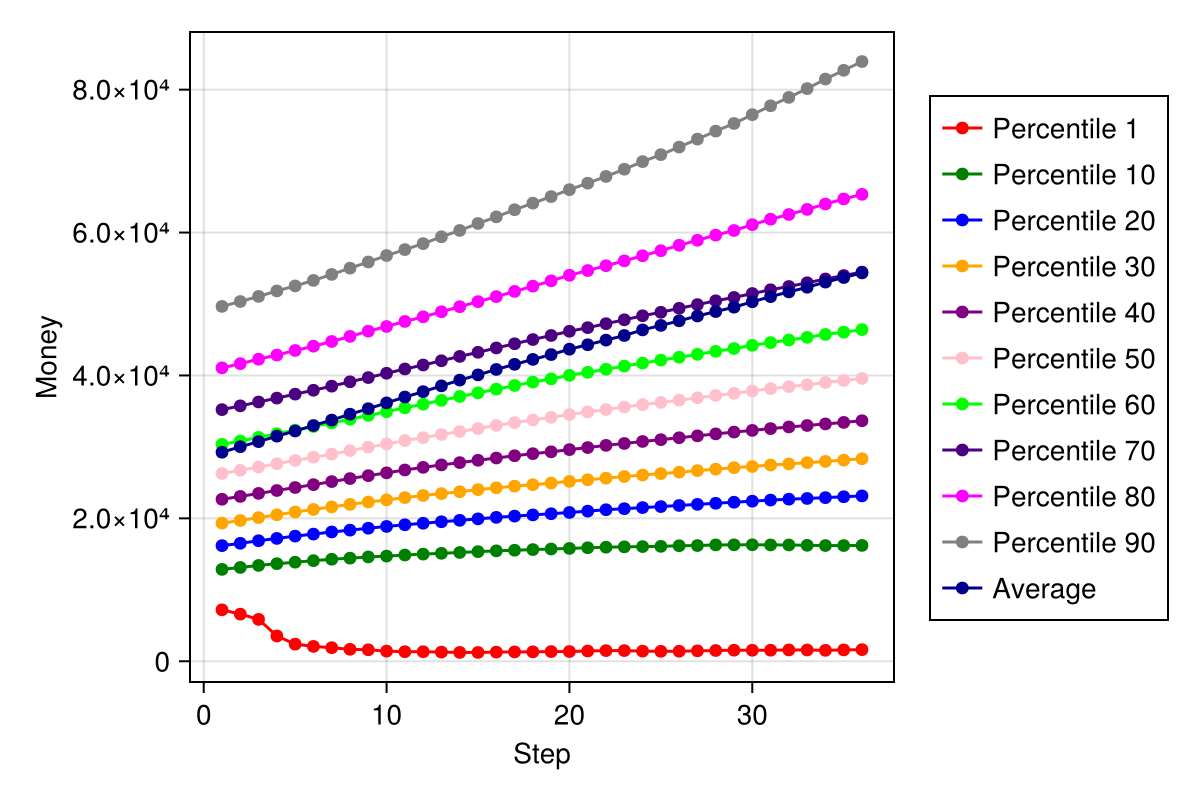 Money
8.0×10⁴
6.0×10⁴
4.0×10⁴
2.0×10⁴
0
0 10 20 30
Step
Percentile 1
Percentile 10
Percentile 20
Percentile 30
Percentile 40
Percentile 50
Percentile 60
Percentile 70
Percentile 80
Percentile 90
Average